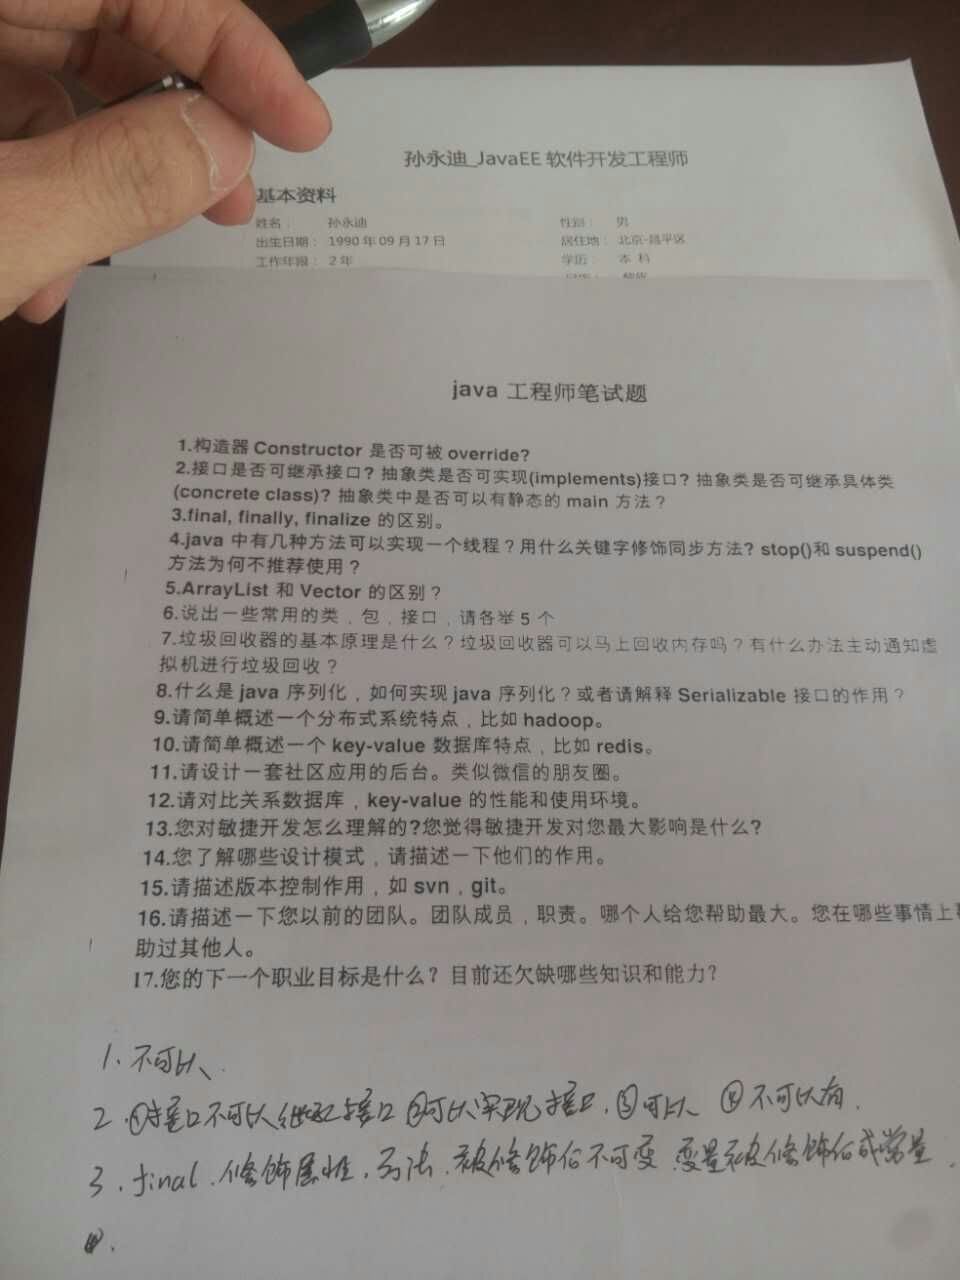 孙永迪_JavaEE 软件开发工程师
基本资料
姓名： 孙永迪 性别： 男
出生日期： 1990 年 09 月 17 日 居住地： 北京-昌平区
工作年限： 2 年 学历： 本 科
java 工程师笔试题
1.构造器 Constructor 是否可被 override?
2.接口是否可继承接口? 抽象类是否可实现(implements)接口? 抽象类是否可继承具体类
(concrete class)? 抽象类中是否可以有静态的 main 方法？
3.final, finally, finalize 的区别。
4.java 中有几种方法可以实现一个线程？用什么关键字修饰同步方法? stop()和 suspend()
方法为何不推荐使用？
5.ArrayList 和 Vector 的区别？
6.说出一些常用的类，包，接口，请各举 5 个
7.垃圾回收器的基本原理是什么？垃圾回收器可以马上回收内存吗？有什么办法主动通知虚
拟机进行垃圾回收？
8.什么是 java 序列化，如何实现 java 序列化？或者请解释 Serializable 接口的作用？
9.请简单概述一个分布式系统特点，比如 hadoop。
10.请简单概述一个 key-value 数据库特点，比如 redis。
11.请设计一套社区应用的后台。类似微信的朋友圈。
12.请对比关系数据库，key-value 的性能和使用环境。
13.您对敏捷开发怎么理解的?您觉得敏捷开发对您最大影响是什么?
14.您了解哪些设计模式，请描述一下他们的作用。
15.请描述版本控制作用，如 svn，git。
16.请描述一下您以前的团队。团队成员，职责。哪个人给您帮助最大。您在哪些事情上
助过其他人。
17.您的下一个职业目标是什么？目前还欠缺哪些知识和能力？
1、不可以、
2、①接口不可以继承接口 ②可以实现接口、③可以 ④不可以有.
3、final、修饰属性、方法、被修饰的不可变 变量被修饰的成常量.